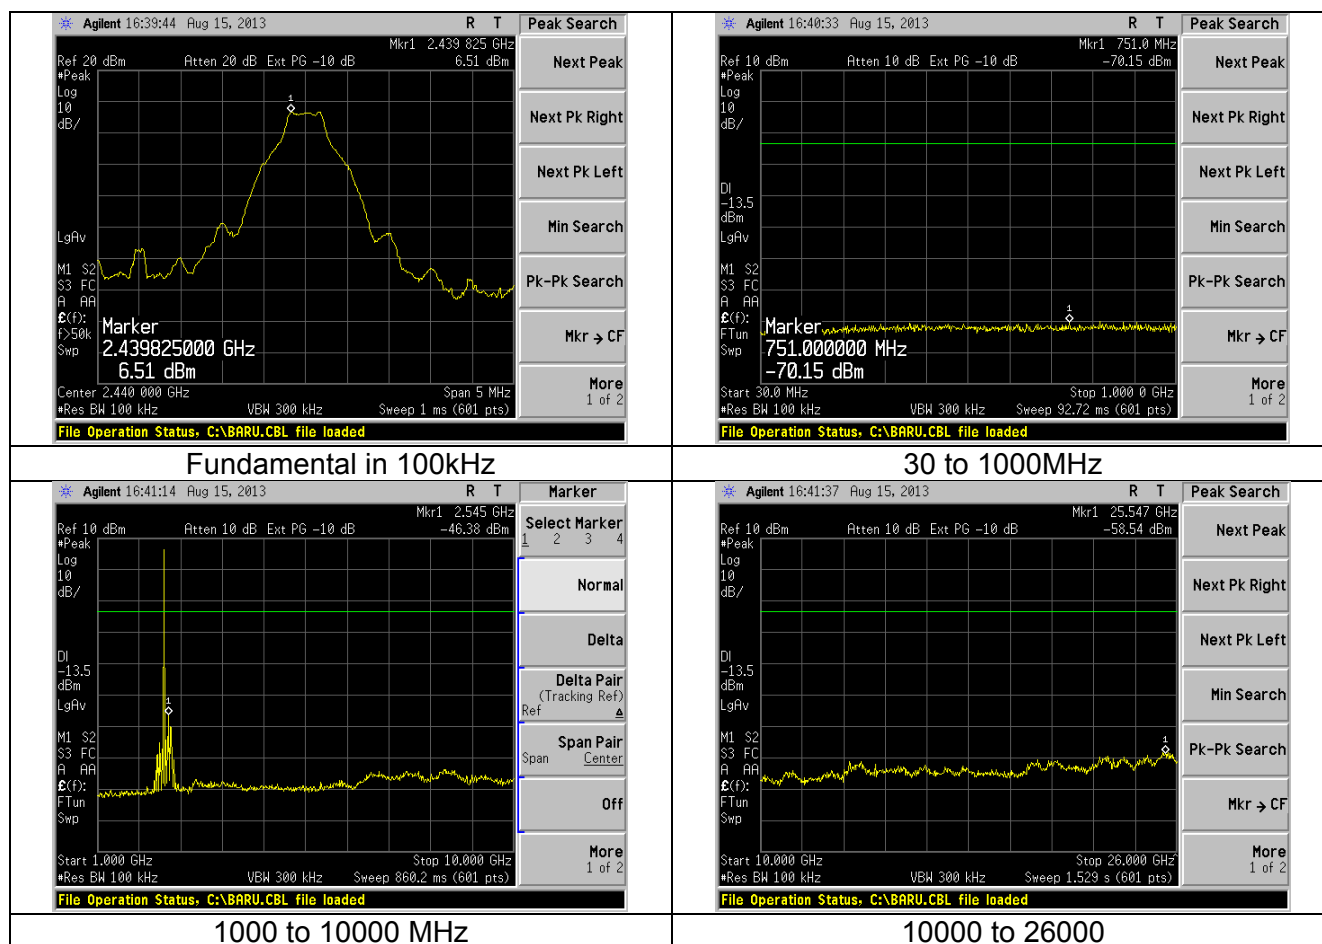 Agilent 16:39:44 Aug 15, 2013 R T Peak Search
Mkr1 2.439 825 GHz
Ref 20 dBm Atten 20 dB Ext PG -10 dB 6.51 dBm
#Peak
Log
10
dB/
LgAv
M1 S2
S3 FC
A AA
£(f):
f>50k
Swp
Marker
2.439825000 GHz
6.51 dBm
Center 2.440 000 GHz Span 5 MHz
#Res BW 100 kHz VBW 300 kHz Sweep 1 ms (601 pts)
File Operation Status, C:\BARU.CBL file loaded
Next Peak
Next Pk Right
Next Pk Left
Min Search
Pk-Pk Search
Mkr → CF
More
1 of 2
Fundamental in 100kHz
Agilent 16:40:33 Aug 15, 2013 R T Peak Search
Mkr1 751.0 MHz
Ref 10 dBm Atten 10 dB Ext PG -10 dB -70.15 dBm
#Peak
Log
10
dB/
DI
-13.5
dBm
LgAv
M1 S2
S3 FC
A AA
£(f):
FTun
Swp
1
Marker
751.000000 MHz
-70.15 dBm
Start 30.0 MHz Stop 1.000 0 GHz
#Res BW 100 kHz VBW 300 kHz Sweep 92.72 ms (601 pts)
File Operation Status, C:\BARU.CBL file loaded
Next Peak
Next Pk Right
Next Pk Left
Min Search
Pk-Pk Search
Mkr → CF
More
1 of 2
30 to 1000MHz
Agilent 16:41:14 Aug 15, 2013 R T Marker
Mkr1 2.545 GHz
Ref 10 dBm Atten 10 dB Ext PG -10 dB -46.38 dBm
#Peak
Log
10
dB/
DI
-13.5
dBm
LgAv
M1 S2
S3 FC
A AA
£(f):
FTun
Swp
1
Start 1.000 GHz Stop 10.000 GHz
#Res BW 100 kHz VBW 300 kHz Sweep 860.2 ms (601 pts)
File Operation Status, C:\BARU.CBL file loaded
Select Marker
1 2 3 4
Normal
Delta
Delta Pair
(Tracking Ref)
Ref Δ
Span Pair
Span Center
Off
More
1 of 2
1000 to 10000 MHz
Agilent 16:41:37 Aug 15, 2013 R T Peak Search
Mkr1 25.547 GHz
Ref 10 dBm Atten 10 dB Ext PG -10 dB -58.54 dBm
#Peak
Log
10
dB/
DI
-13.5
dBm
LgAv
M1 S2
S3 FC
A AA
£(f):
FTun
Swp
1
Start 10.000 GHz Stop 26.000 GHz
#Res BW 100 kHz VBW 300 kHz Sweep 1.529 s (601 pts)
File Operation Status, C:\BARU.CBL file loaded
Next Peak
Next Pk Right
Next Pk Left
Min Search
Pk-Pk Search
Mkr → CF
More
1 of 2
10000 to 26000